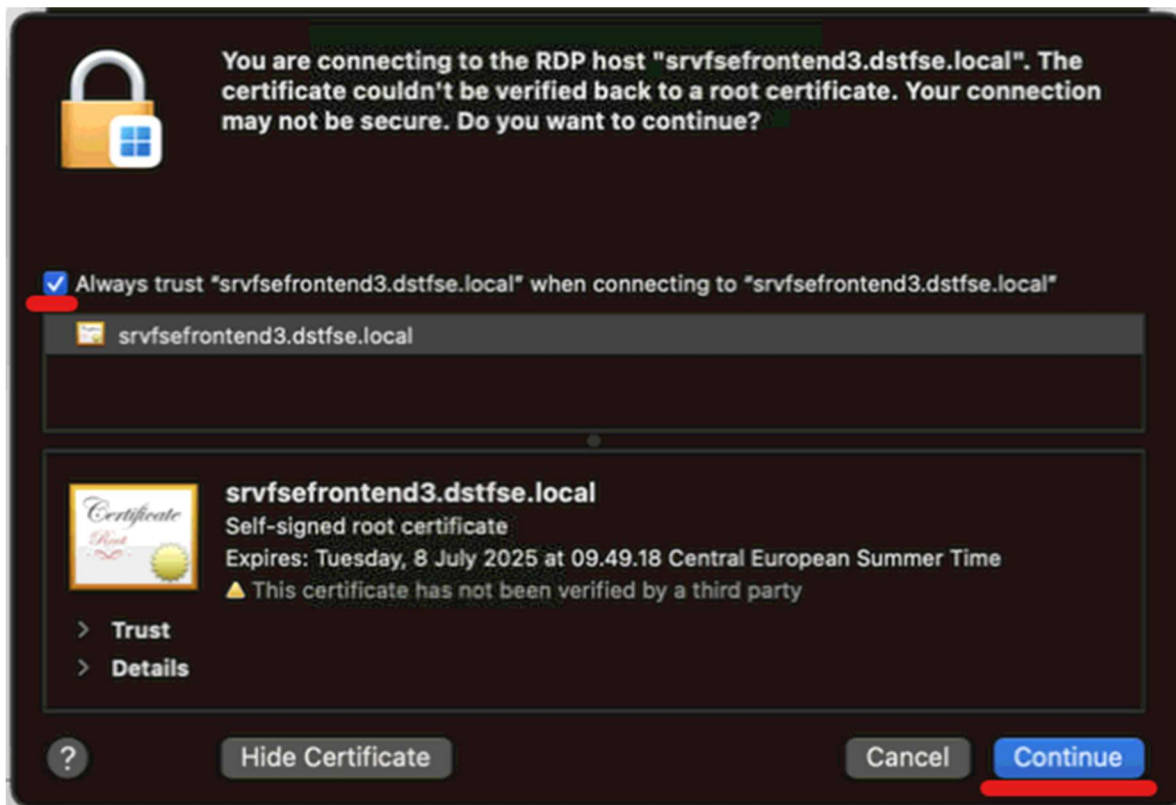 You are connecting to the RDP host "srvfsefrontend3.dstfse.local". The
certificate couldn't be verified back to a root certificate. Your connection
may not be secure. Do you want to continue?
Always trust "srvfsefrontend3.dstfse.local" when connecting to "srvfsefrontend3.dstfse.local"
srvfsefrontend3.dstfse.local
Certificate
Root
srvfsefrontend3.dstfse.local
Self-signed root certificate
Expires: Tuesday, 8 July 2025 at 09.49.18 Central European Summer Time
This certificate has not been verified by a third party
> Trust
> Details
?
Hide Certificate
Cancel
Continue